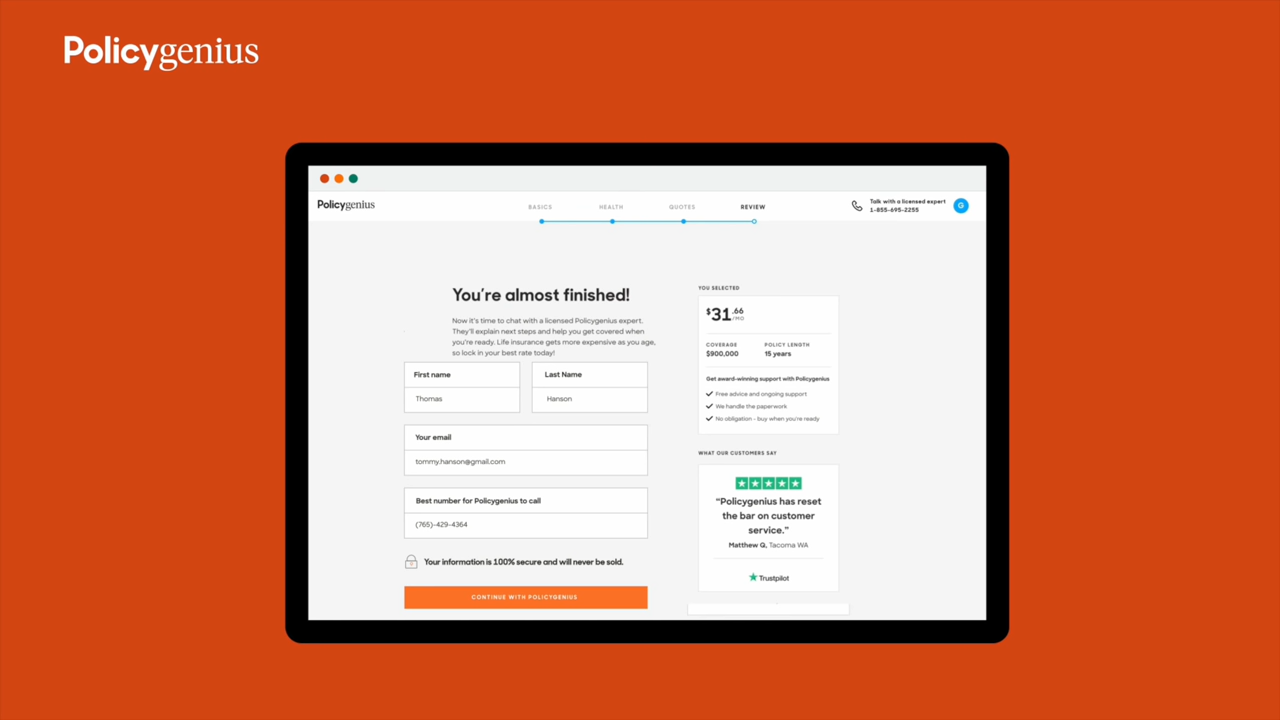 Policygenius
Policygenius
BASICS
HEALTH
QUOTES
REVIEW
Talk with a licensed expert
1-855-695-2255
G
You're almost finished!
Now it's time to chat with a licensed Policygenius expert.
They'll explain next steps and help you get covered when
you're ready. Life insurance gets more expensive as you age,
so lock in your best rate today!
First name
Last Name
Thomas
Hanson
Your email
tommy.hanson@gmail.com
Best number for Policygenius to call
(765)-429-4364
Your information is 100% secure and will never be sold.
CONTINUE WITH POLICYGENIUS
YOU SELECTED
$31.66
/MO
COVERAGE
POLICY LENGTH
$900,000
15 years
Get award-winning support with Policygenius
Free advice and ongoing support
We handle the paperwork
No obligation - buy when you're ready
WHAT OUR CUSTOMERS SAY
“Policygenius has reset
the bar on customer
service.”
Matthew G, Tacoma WA
Trustpilot